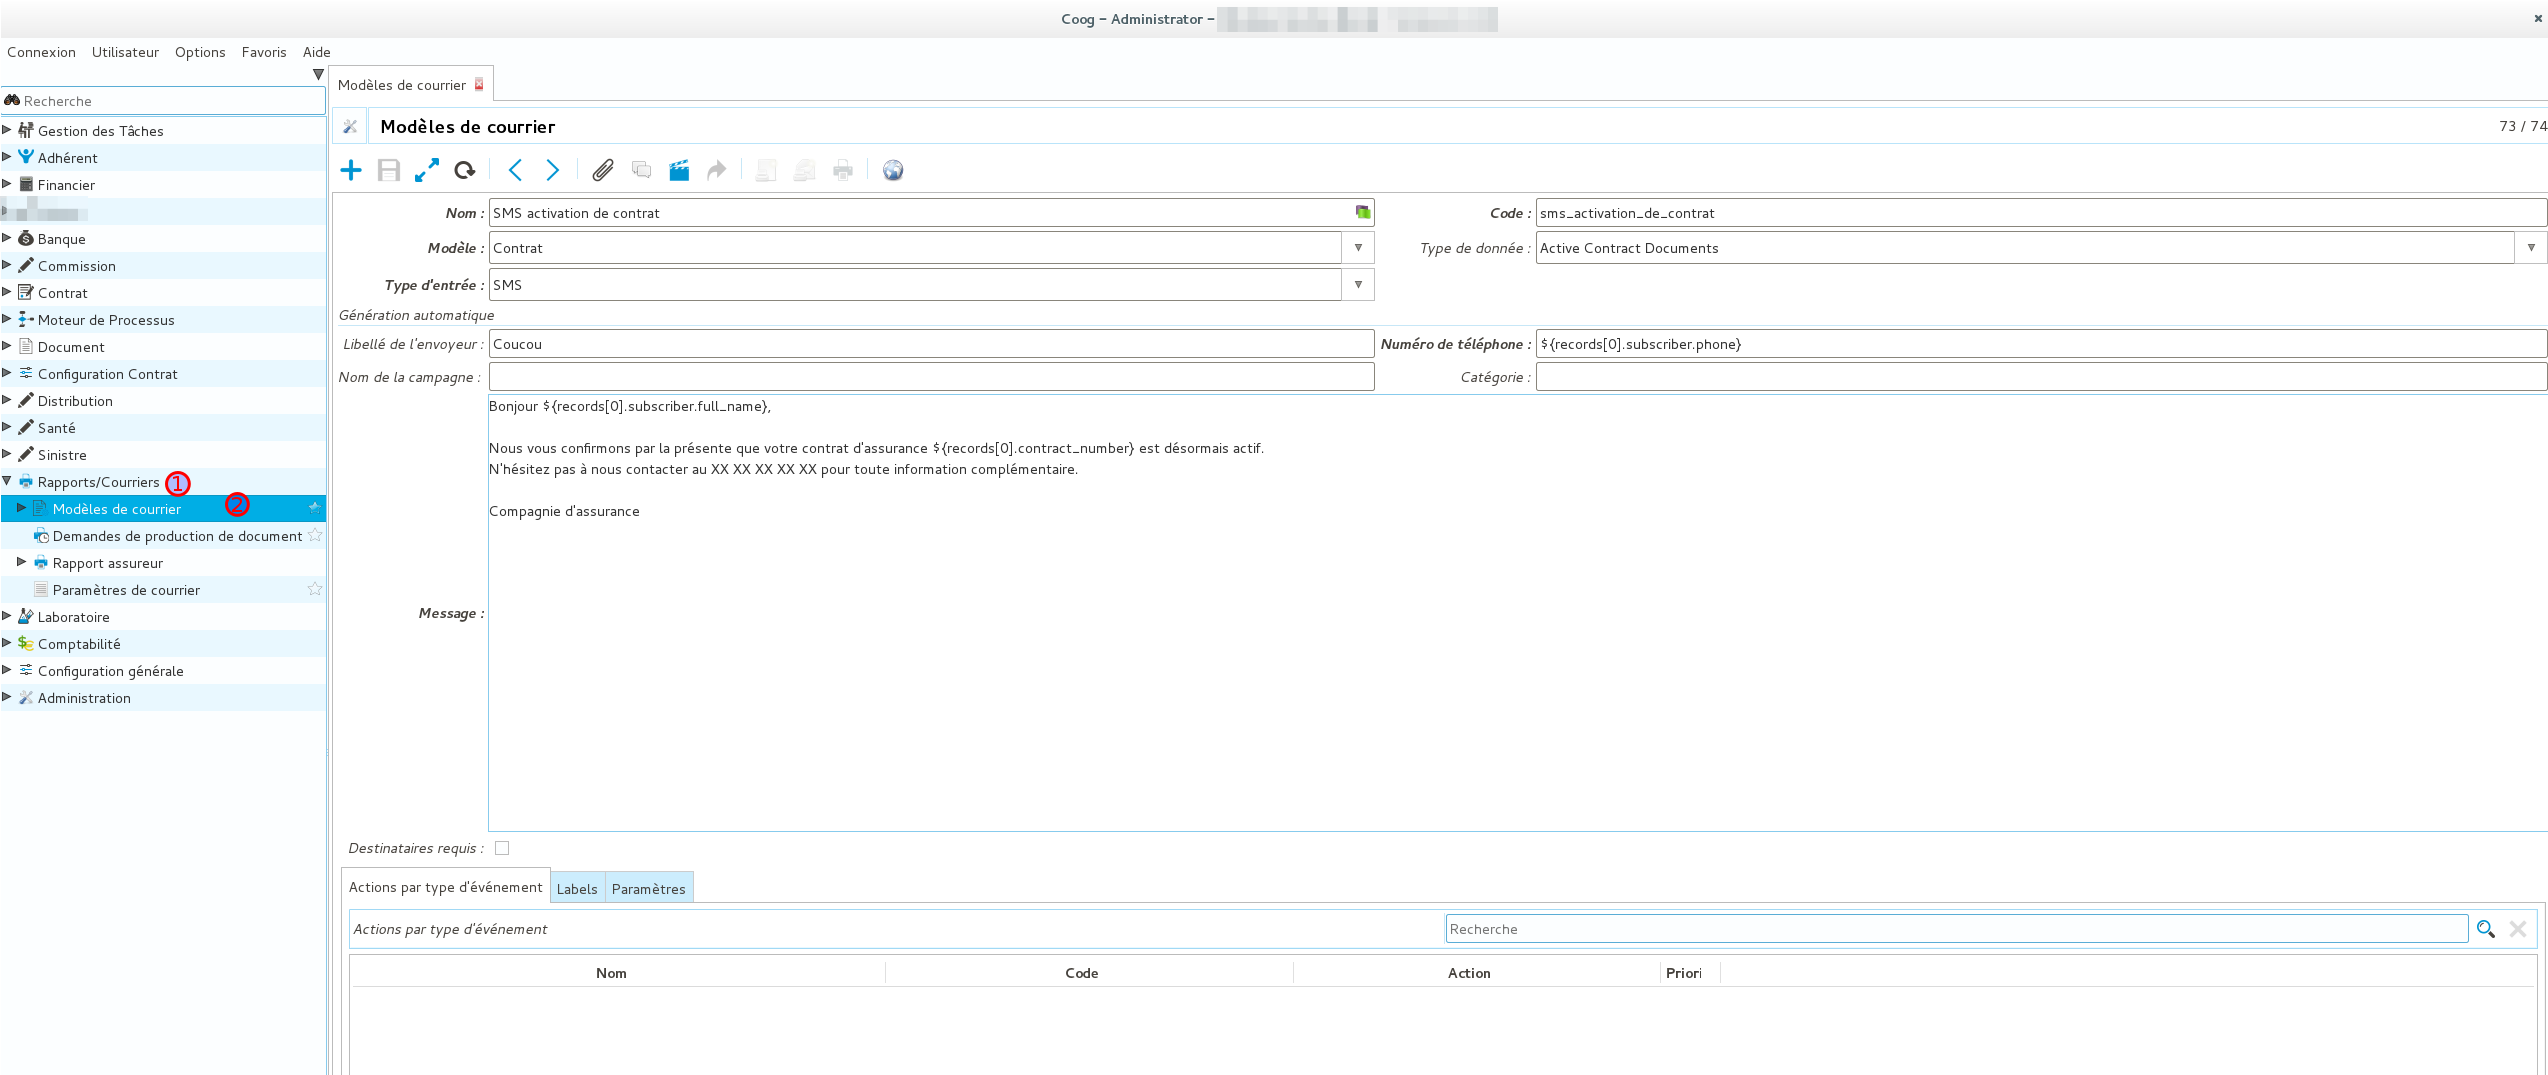 Coog – Administrator –
Connexion Utilisateur Options Favoris Aide
Recherche
Gestion des Tâches
Adhérent
Financier
Banque
Commission
Contrat
Moteur de Processus
Document
Configuration Contrat
Distribution
Santé
Sinistre
Rapports/Courriers 1
Modèles de courrier 2
Demandes de production de document
Rapport assureur
Paramètres de courrier
Laboratoire
Comptabilité
Configuration générale
Administration
Modèles de courrier
Modèles de courrier 73 / 74
Nom : SMS activation de contrat Code : sms_activation_de_contrat
Modèle : Contrat Type de donnée : Active Contract Documents
Type d'entrée : SMS
Génération automatique
Libellé de l'envoyeur : Coucou Numéro de téléphone : ${records[0].subscriber.phone}
Nom de la campagne : Catégorie :
Message :
Bonjour ${records[0].subscriber.full_name},
Nous vous confirmons par la présente que votre contrat d'assurance ${records[0].contract_number} est désormais actif.
N'hésitez pas à nous contacter au XX XX XX XX XX pour toute information complémentaire.
Compagnie d'assurance
Destinataires requis :
Actions par type d'événement Labels Paramètres
Actions par type d'événement Recherche
Nom Code Action Priori